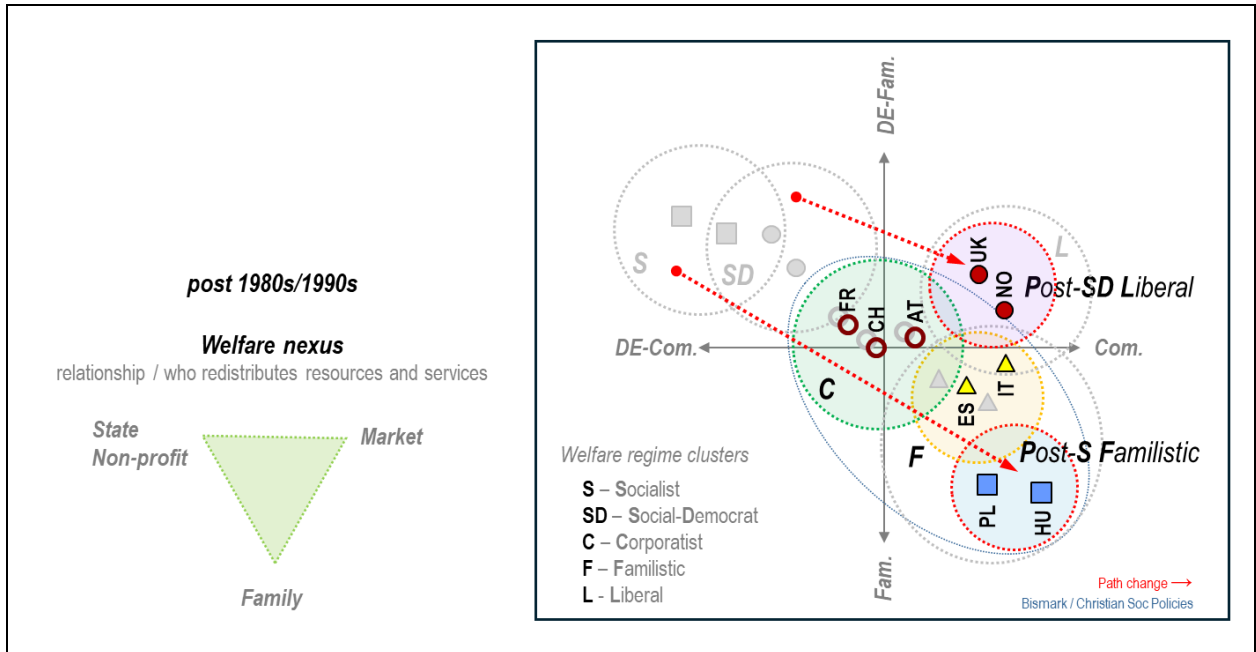 post 1980s/1990s
Welfare nexus
relationship / who redistributes resources and services
State
Non-profit
Market
Family
DE-Fam.
S
SD
L
UK
NO
Post-SD Liberal
FR
CH
AT
DE-Com.
Com.
C
IT
ES
F
Post-S Familistic
PL
HU
Fam.
Welfare regime clusters
S – Socialist
SD – Social-Democrat
C – Corporatist
F – Familistic
L - Liberal
Path change →
Bismark / Christian Soc Policies